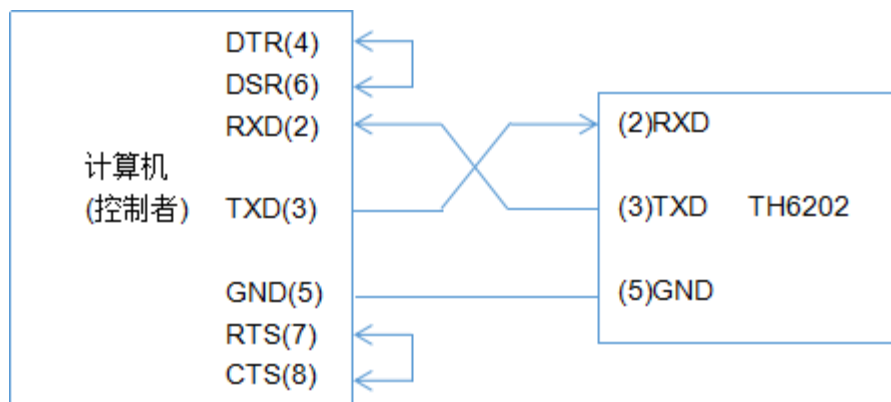 DTR(4)
DSR(6)
RXD(2)
计算机
(控制者)
TXD(3)
GND(5)
RTS(7)
CTS(8)
(2)RXD
(3)TXD TH6202
(5)GND